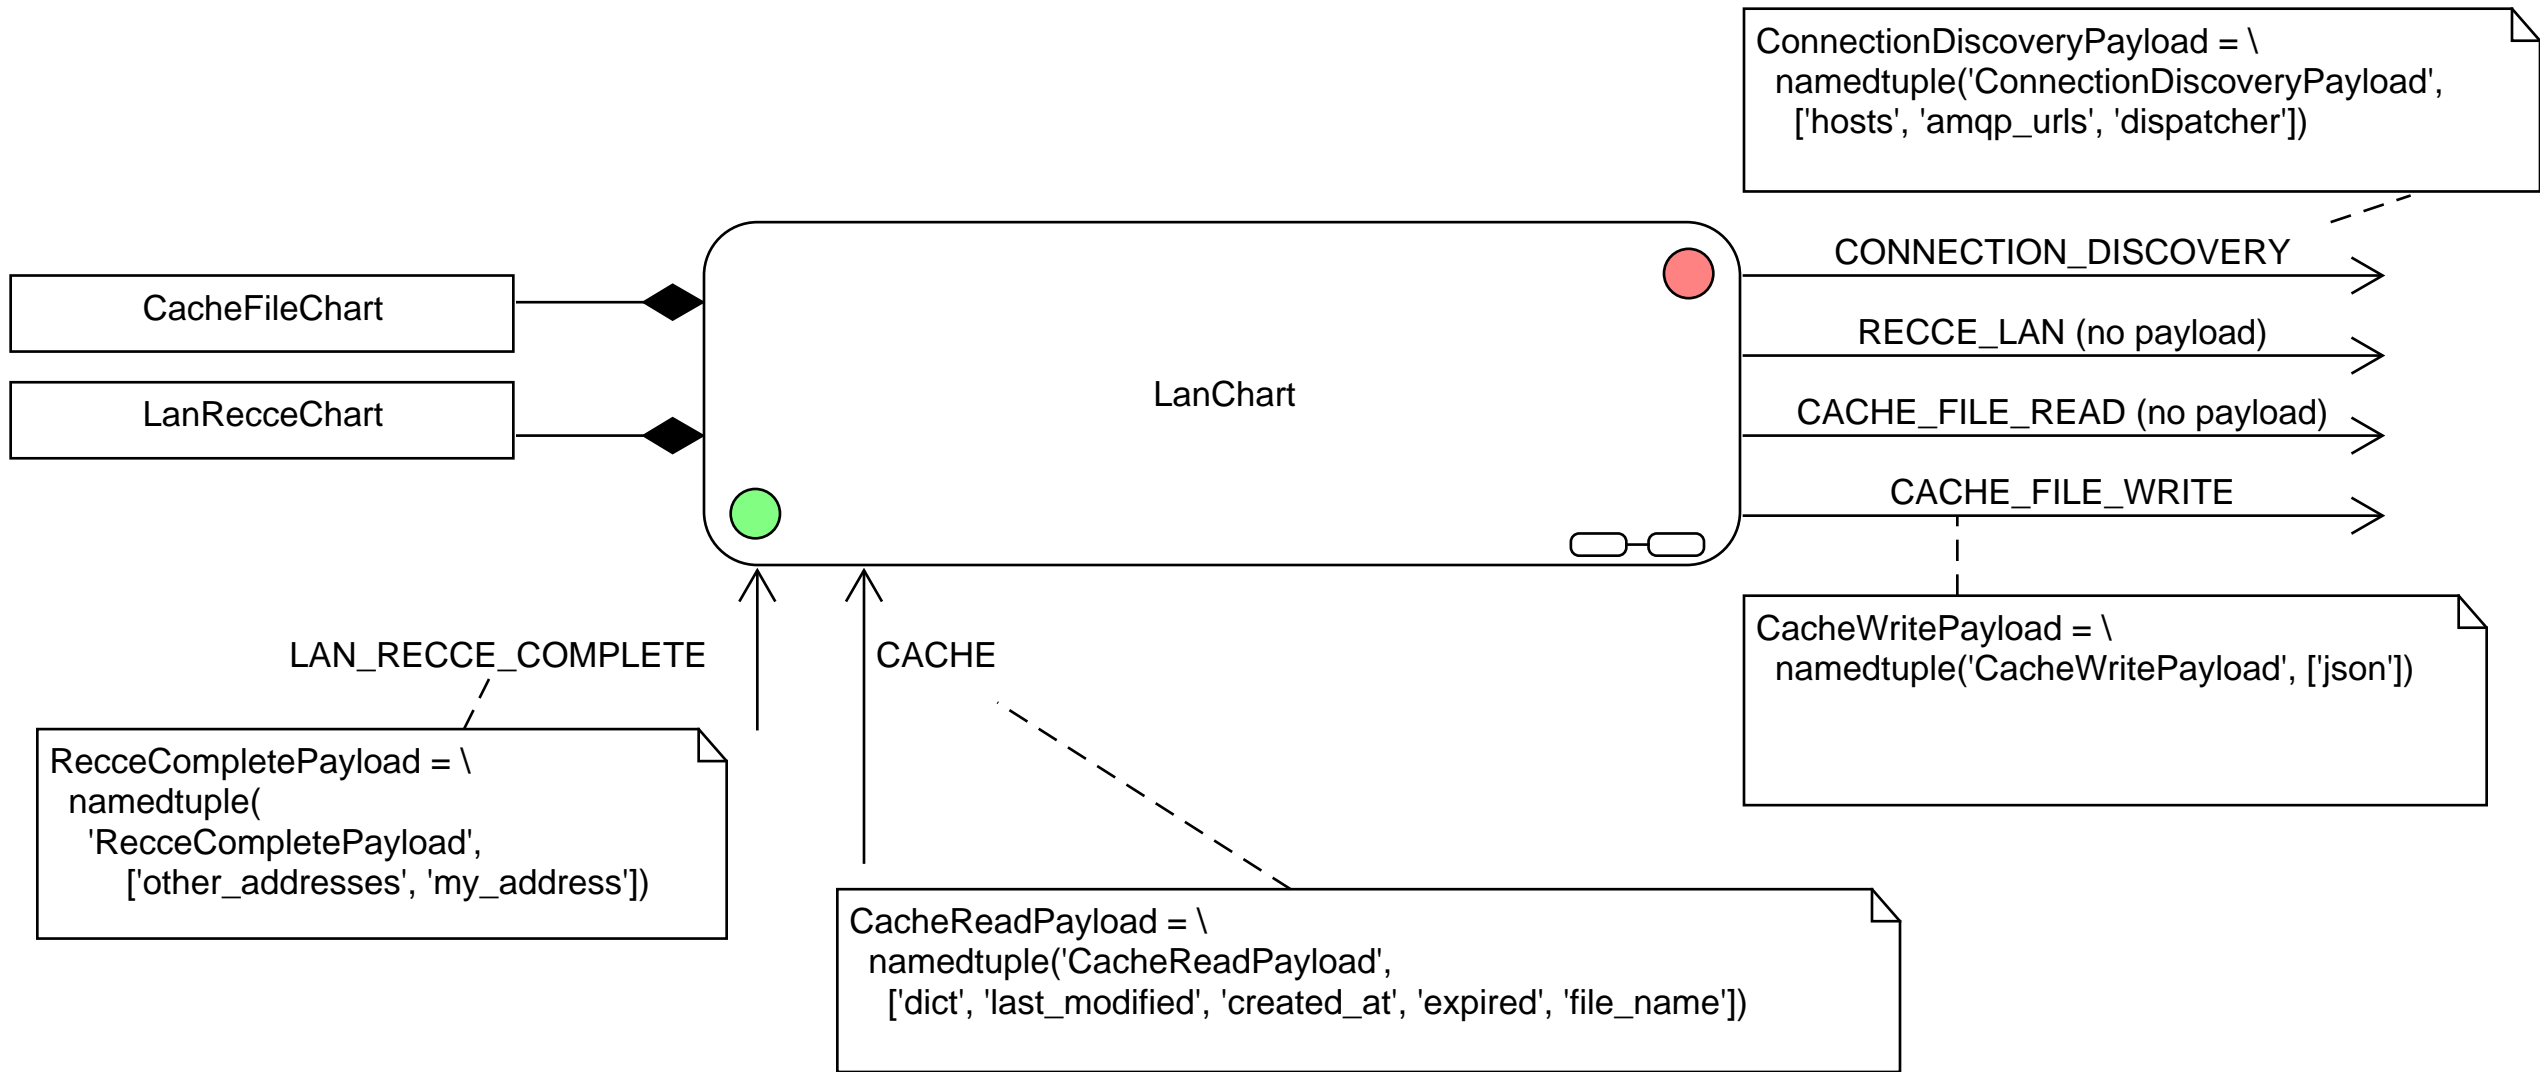 ConnectionDiscoveryPayload = \
namedtuple('ConnectionDiscoveryPayload',
['hosts', 'amqp_urls', 'dispatcher'])
CONNECTION_DISCOVERY
CacheFileChart
RECCE_LAN (no payload)
LanChart
LanRecceChart
CACHE_FILE_READ (no payload)
CACHE_FILE_WRITE
LAN_RECCE_COMPLETE
CACHE
CacheWritePayload = \
namedtuple('CacheWritePayload', ['json'])
RecceCompletePayload = \
namedtuple(
'RecceCompletePayload',
['other_addresses', 'my_address'])
CacheReadPayload = \
namedtuple('CacheReadPayload',
['dict', 'last_modified', 'created_at', 'expired', 'file_name'])